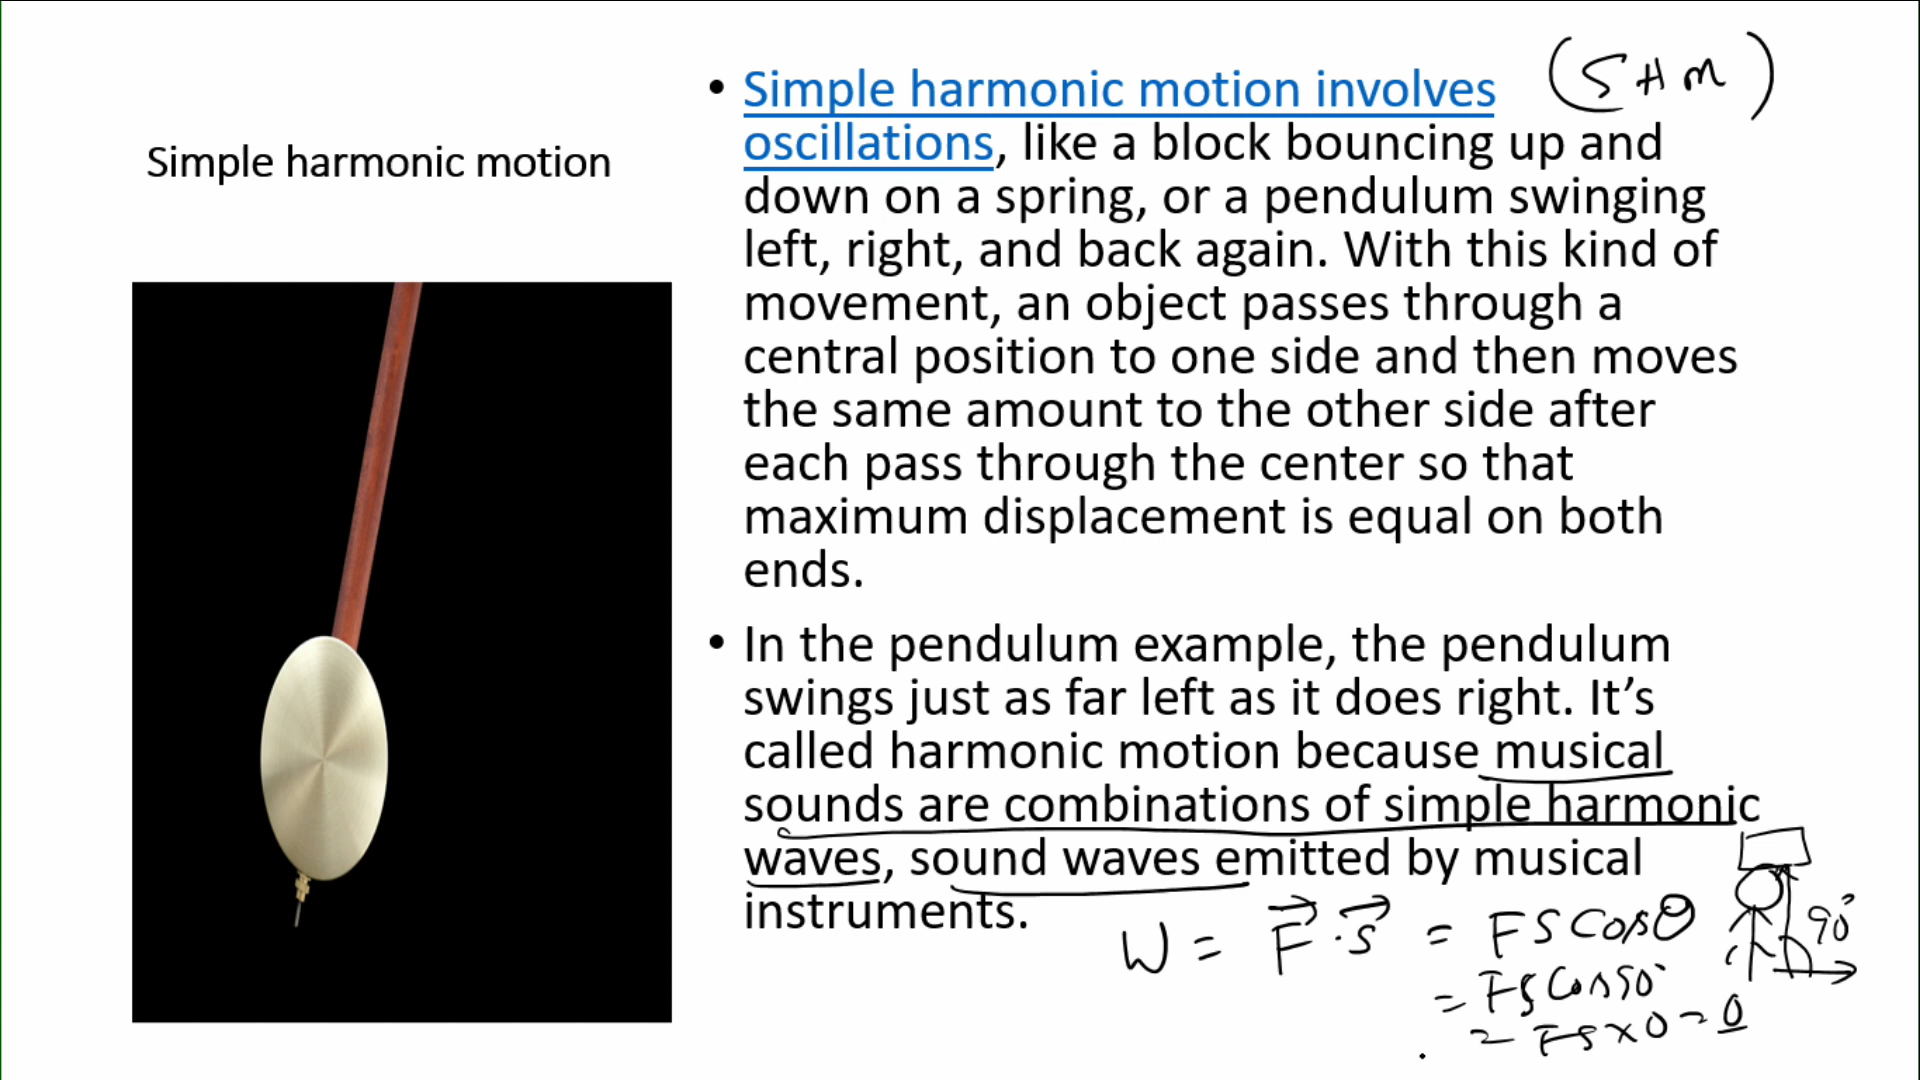 Simple harmonic motion
• Simple harmonic motion involves
oscillations, like a block bouncing up and
down on a spring, or a pendulum swinging
left, right, and back again. With this kind of
movement, an object passes through a
central position to one side and then moves
the same amount to the other side after
each pass through the center so that
maximum displacement is equal on both
ends.
• In the pendulum example, the pendulum
swings just as far left as it does right. It’s
called harmonic motion because musical
sounds are combinations of simple harmonic
waves, sound waves emitted by musical
instruments.
(SHM)
W = F⃗ . s⃗ = FS Cosθ
= FS Cos90°
= FS × 0 = 0
90°